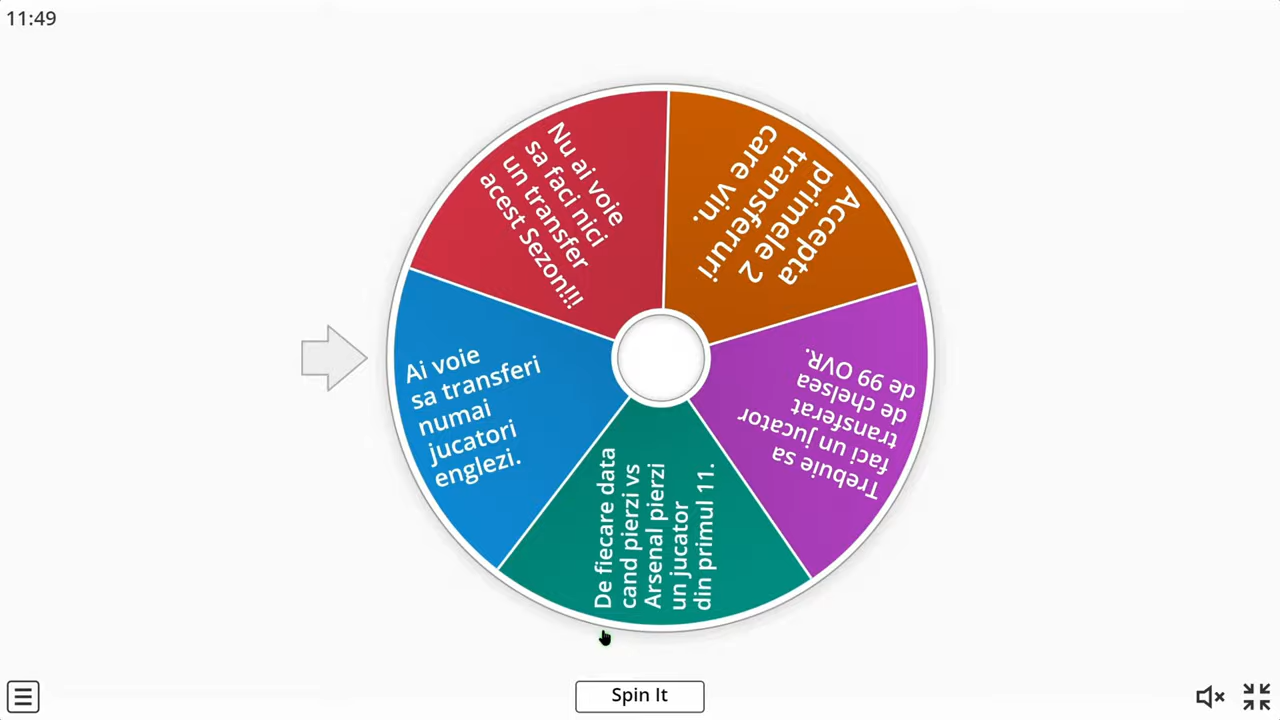 11:49
Nu ai voie
sa faci nici
un transfer
acest Sezon!!!
Accepta
primele 2
transferuri
care vin.
Ai voie
sa transferi
numai
jucatori
englezi.
Trebuie sa
faci un jucator
transferat
de chelsea
de 99 OVR.
De fiecare data
cand pierzi vs
Arsenal pierzi
un jucator
din primul 11.
Spin It